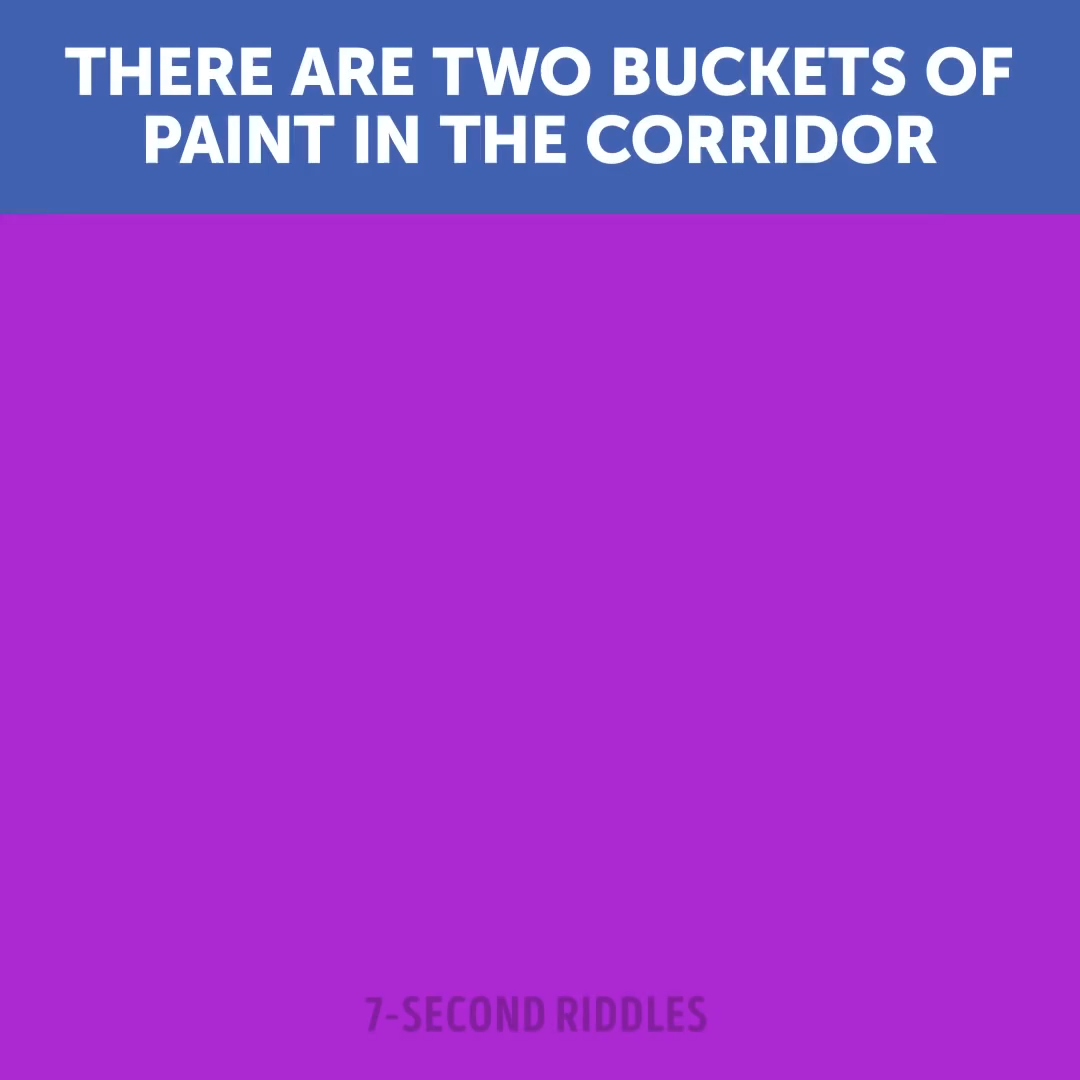 THERE ARE TWO BUCKETS OF
PAINT IN THE CORRIDOR
7-SECOND RIDDLES